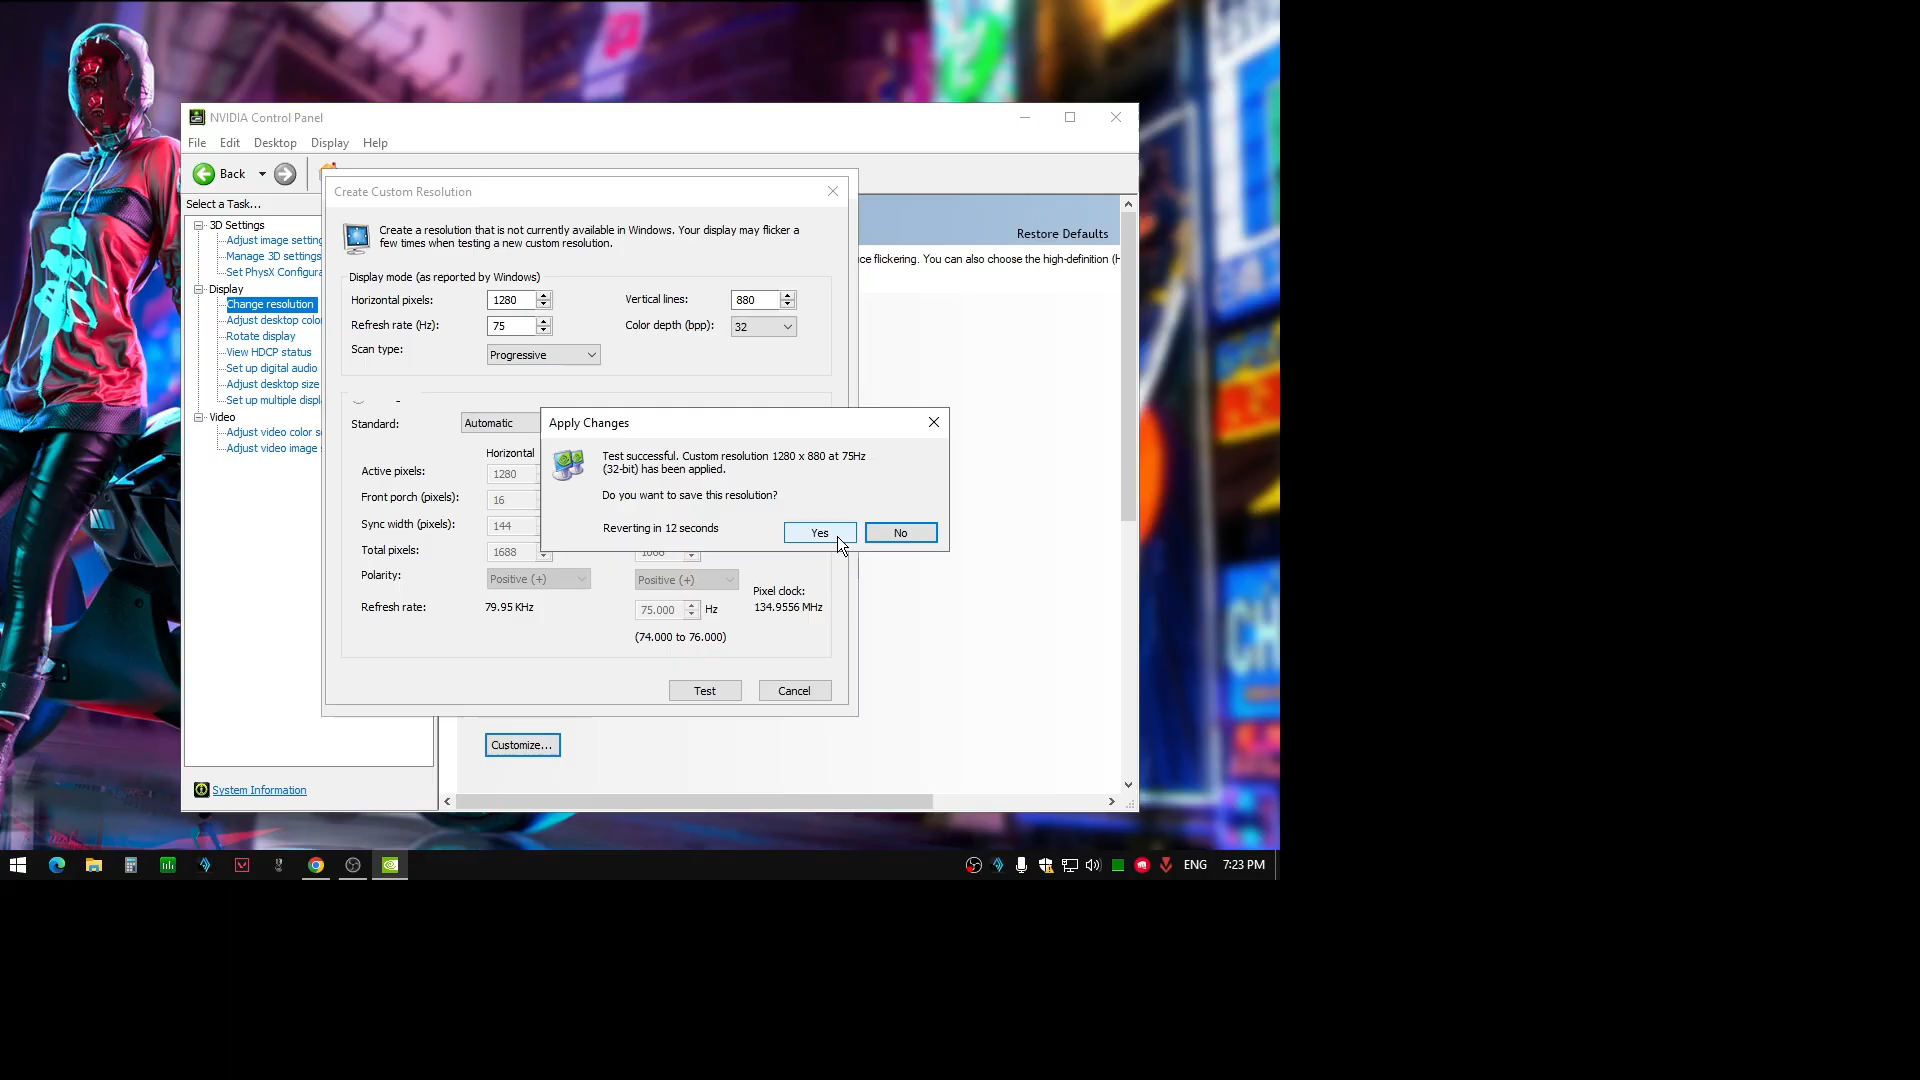 NVIDIA Control Panel
File Edit Desktop Display Help
Back
Select a Task...
3D Settings
Adjust image setting
Manage 3D settings
Set PhysX Configura
Display
Change resolution
Adjust desktop colo
Rotate display
View HDCP status
Set up digital audio
Adjust desktop size
Set up multiple displ
Video
Adjust video color s
Adjust video image
System Information
Restore Defaults
ce flickering. You can also choose the high-definition (H
Create Custom Resolution
Create a resolution that is not currently available in Windows. Your display may flicker a
few times when testing a new custom resolution.
Display mode (as reported by Windows)
Horizontal pixels: 1280 Vertical lines: 880
Refresh rate (Hz): 75 Color depth (bpp): 32
Scan type: Progressive
Standard: Automatic
Horizontal
Active pixels: 1280
Front porch (pixels): 16
Sync width (pixels): 144
Total pixels: 1688 1066
Polarity: Positive (+) Positive (+)
Pixel clock:
Refresh rate: 79.95 KHz 75.000 Hz 134.9556 MHz
(74.000 to 76.000)
Test Cancel
Customize...
Apply Changes
Test successful. Custom resolution 1280 x 880 at 75Hz
(32-bit) has been applied.
Do you want to save this resolution?
Reverting in 12 seconds
Yes No
ENG 7:23 PM